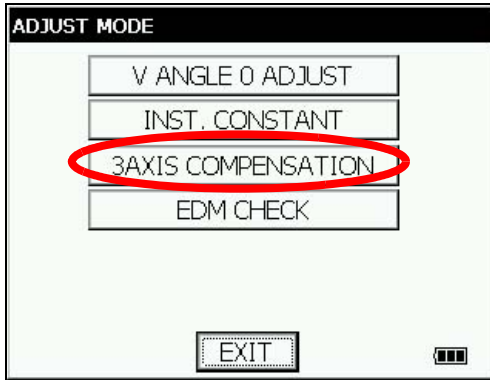 ADJUST MODE
V ANGLE 0 ADJUST
INST. CONSTANT
3AXIS COMPENSATION
EDM CHECK
EXIT